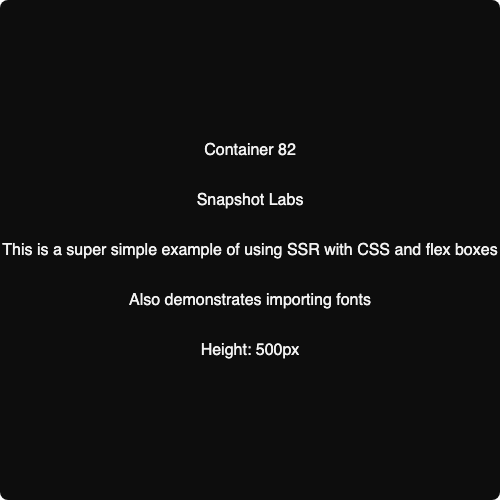 Container 82
Snapshot Labs
This is a super simple example of using SSR with CSS and flex boxes
Also demonstrates importing fonts
Height: 500px